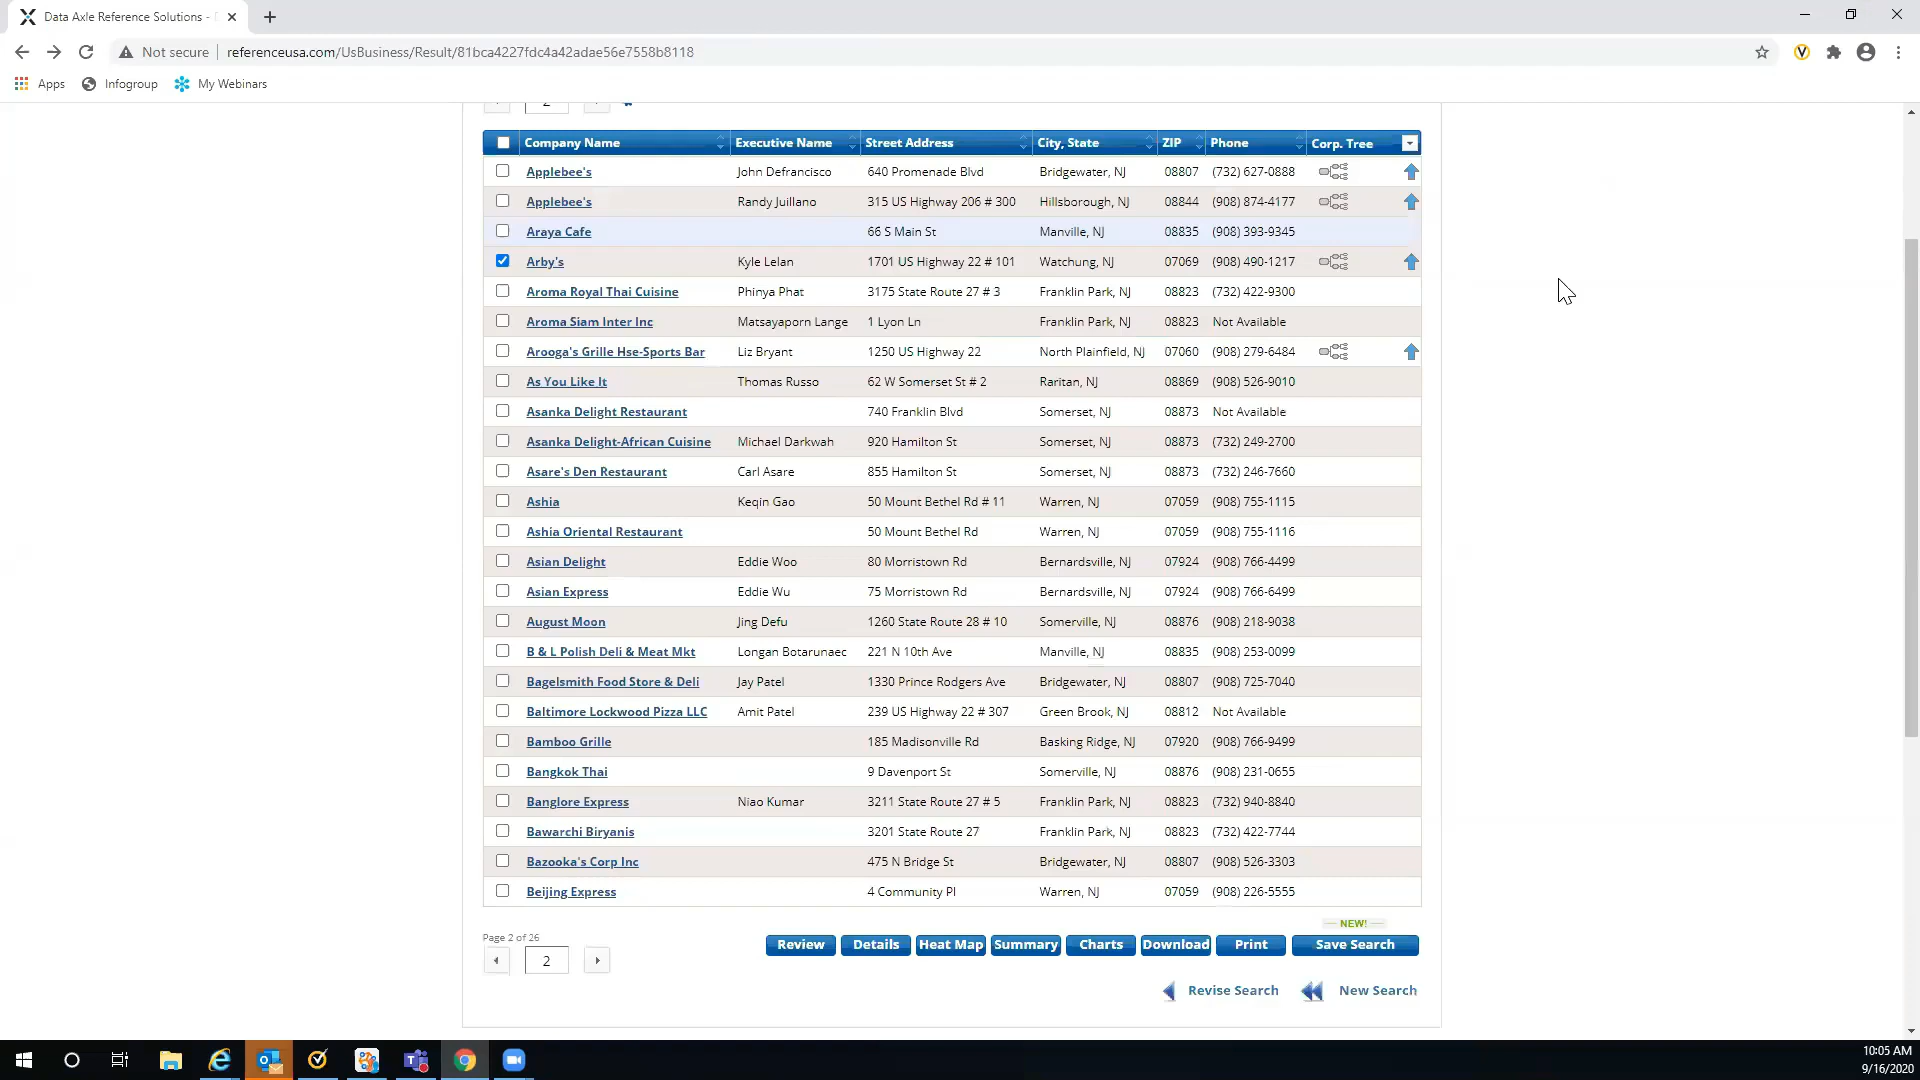 Data Axle Reference Solutions -
Not secure referenceusa.com/UsBusiness/Result/81bca4227fdc4a42adae56e7558b8118
Apps Infogroup My Webinars
Company Name Executive Name Street Address City, State ZIP Phone Corp. Tree
Applebee's John Defrancisco 640 Promenade Blvd Bridgewater, NJ 08807 (732) 627-0888
Applebee's Randy Juillano 315 US Highway 206 # 300 Hillsborough, NJ 08844 (908) 874-4177
Araya Cafe 66 S Main St Manville, NJ 08835 (908) 393-9345
Arby's Kyle Lelan 1701 US Highway 22 # 101 Watchung, NJ 07069 (908) 490-1217
Aroma Royal Thai Cuisine Phinya Phat 3175 State Route 27 # 3 Franklin Park, NJ 08823 (732) 422-9300
Aroma Siam Inter Inc Matsayaporn Lange 1 Lyon Ln Franklin Park, NJ 08823 Not Available
Arooga's Grille Hse-Sports Bar Liz Bryant 1250 US Highway 22 North Plainfield, NJ 07060 (908) 279-6484
As You Like It Thomas Russo 62 W Somerset St # 2 Raritan, NJ 08869 (908) 526-9010
Asanka Delight Restaurant 740 Franklin Blvd Somerset, NJ 08873 Not Available
Asanka Delight-African Cuisine Michael Darkwah 920 Hamilton St Somerset, NJ 08873 (732) 249-2700
Asare's Den Restaurant Carl Asare 855 Hamilton St Somerset, NJ 08873 (732) 246-7660
Ashia Keqin Gao 50 Mount Bethel Rd # 11 Warren, NJ 07059 (908) 755-1115
Ashia Oriental Restaurant 50 Mount Bethel Rd Warren, NJ 07059 (908) 755-1116
Asian Delight Eddie Woo 80 Morristown Rd Bernardsville, NJ 07924 (908) 766-4499
Asian Express Eddie Wu 75 Morristown Rd Bernardsville, NJ 07924 (908) 766-6499
August Moon Jing Defu 1260 State Route 28 # 10 Somerville, NJ 08876 (908) 218-9038
B & L Polish Deli & Meat Mkt Longan Botarunaec 221 N 10th Ave Manville, NJ 08835 (908) 253-0099
Bagelsmith Food Store & Deli Jay Patel 1330 Prince Rodgers Ave Bridgewater, NJ 08807 (908) 725-7040
Baltimore Lockwood Pizza LLC Amit Patel 239 US Highway 22 # 307 Green Brook, NJ 08812 Not Available
Bamboo Grille 185 Madisonville Rd Basking Ridge, NJ 07920 (908) 766-9499
Bangkok Thai 9 Davenport St Somerville, NJ 08876 (908) 231-0655
Banglore Express Niao Kumar 3211 State Route 27 # 5 Franklin Park, NJ 08823 (732) 940-8840
Bawarchi Biryanis 3201 State Route 27 Franklin Park, NJ 08823 (732) 422-7744
Bazooka's Corp Inc 475 N Bridge St Bridgewater, NJ 08807 (908) 526-3303
Beijing Express 4 Community Pl Warren, NJ 07059 (908) 226-5555
NEW!
Page 2 of 26
2 Review Details Heat Map Summary Charts Download Print Save Search
Revise Search New Search
10:05 AM
9/16/2020